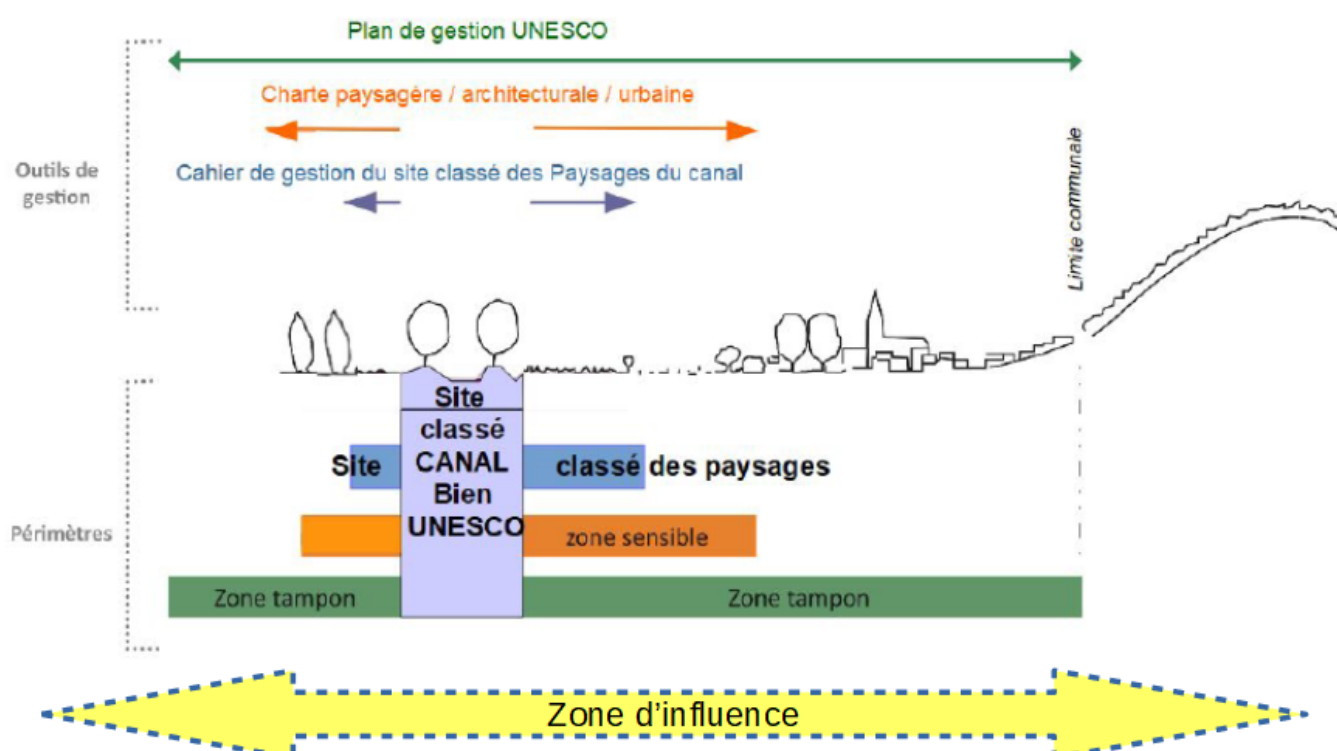 Plan de gestion UNESCO
Charte paysagère / architecturale / urbaine
Cahier de gestion du site classé des Paysages du canal
Outils de
gestion
Limite communale
Site
classé
CANAL
Bien
UNESCO
Site classé des paysages
Périmètres
zone sensible
Zone tampon
Zone tampon
Zone d'influence